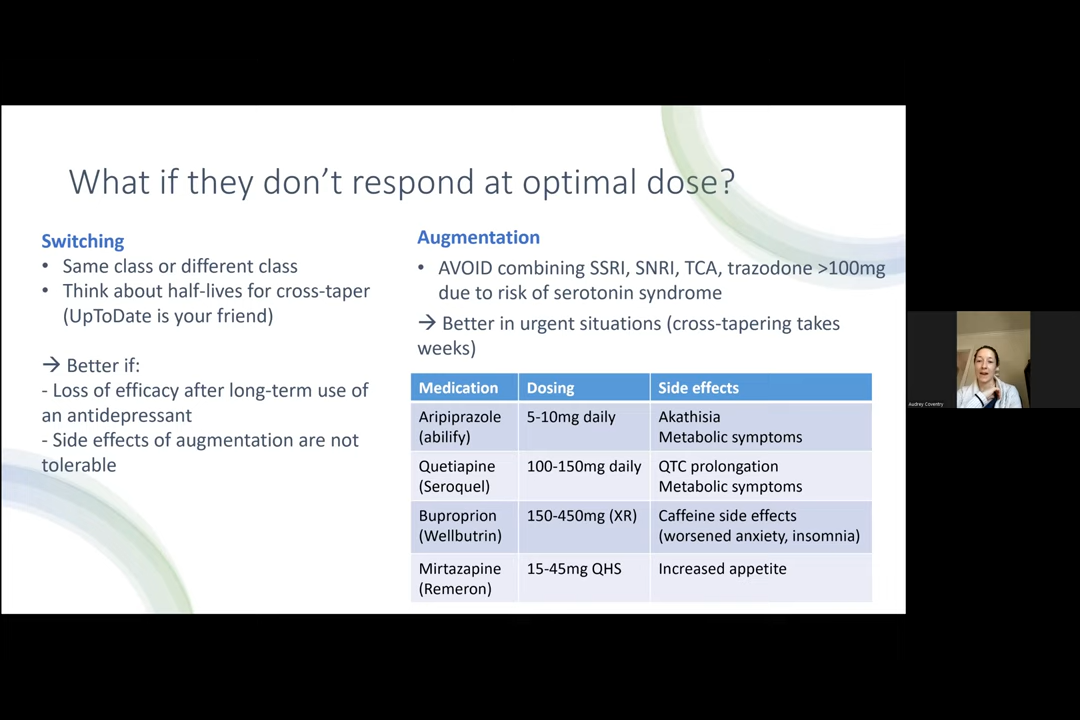 What if they don’t respond at optimal dose?
Switching
• Same class or different class
• Think about half-lives for cross-taper
(UpToDate is your friend)
→ Better if:
- Loss of efficacy after long-term use of
an antidepressant
- Side effects of augmentation are not
tolerable
Augmentation
• AVOID combining SSRI, SNRI, TCA, trazodone >100mg
due to risk of serotonin syndrome
→ Better in urgent situations (cross-tapering takes
weeks)
Medication Dosing Side effects
Aripiprazole 5-10mg daily Akathisia
(abilify) Metabolic symptoms
Quetiapine 100-150mg daily QTC prolongation
(Seroquel) Metabolic symptoms
Buproprion 150-450mg (XR) Caffeine side effects
(Wellbutrin) (worsened anxiety, insomnia)
Mirtazapine 15-45mg QHS Increased appetite
(Remeron)
Audrey Coventry